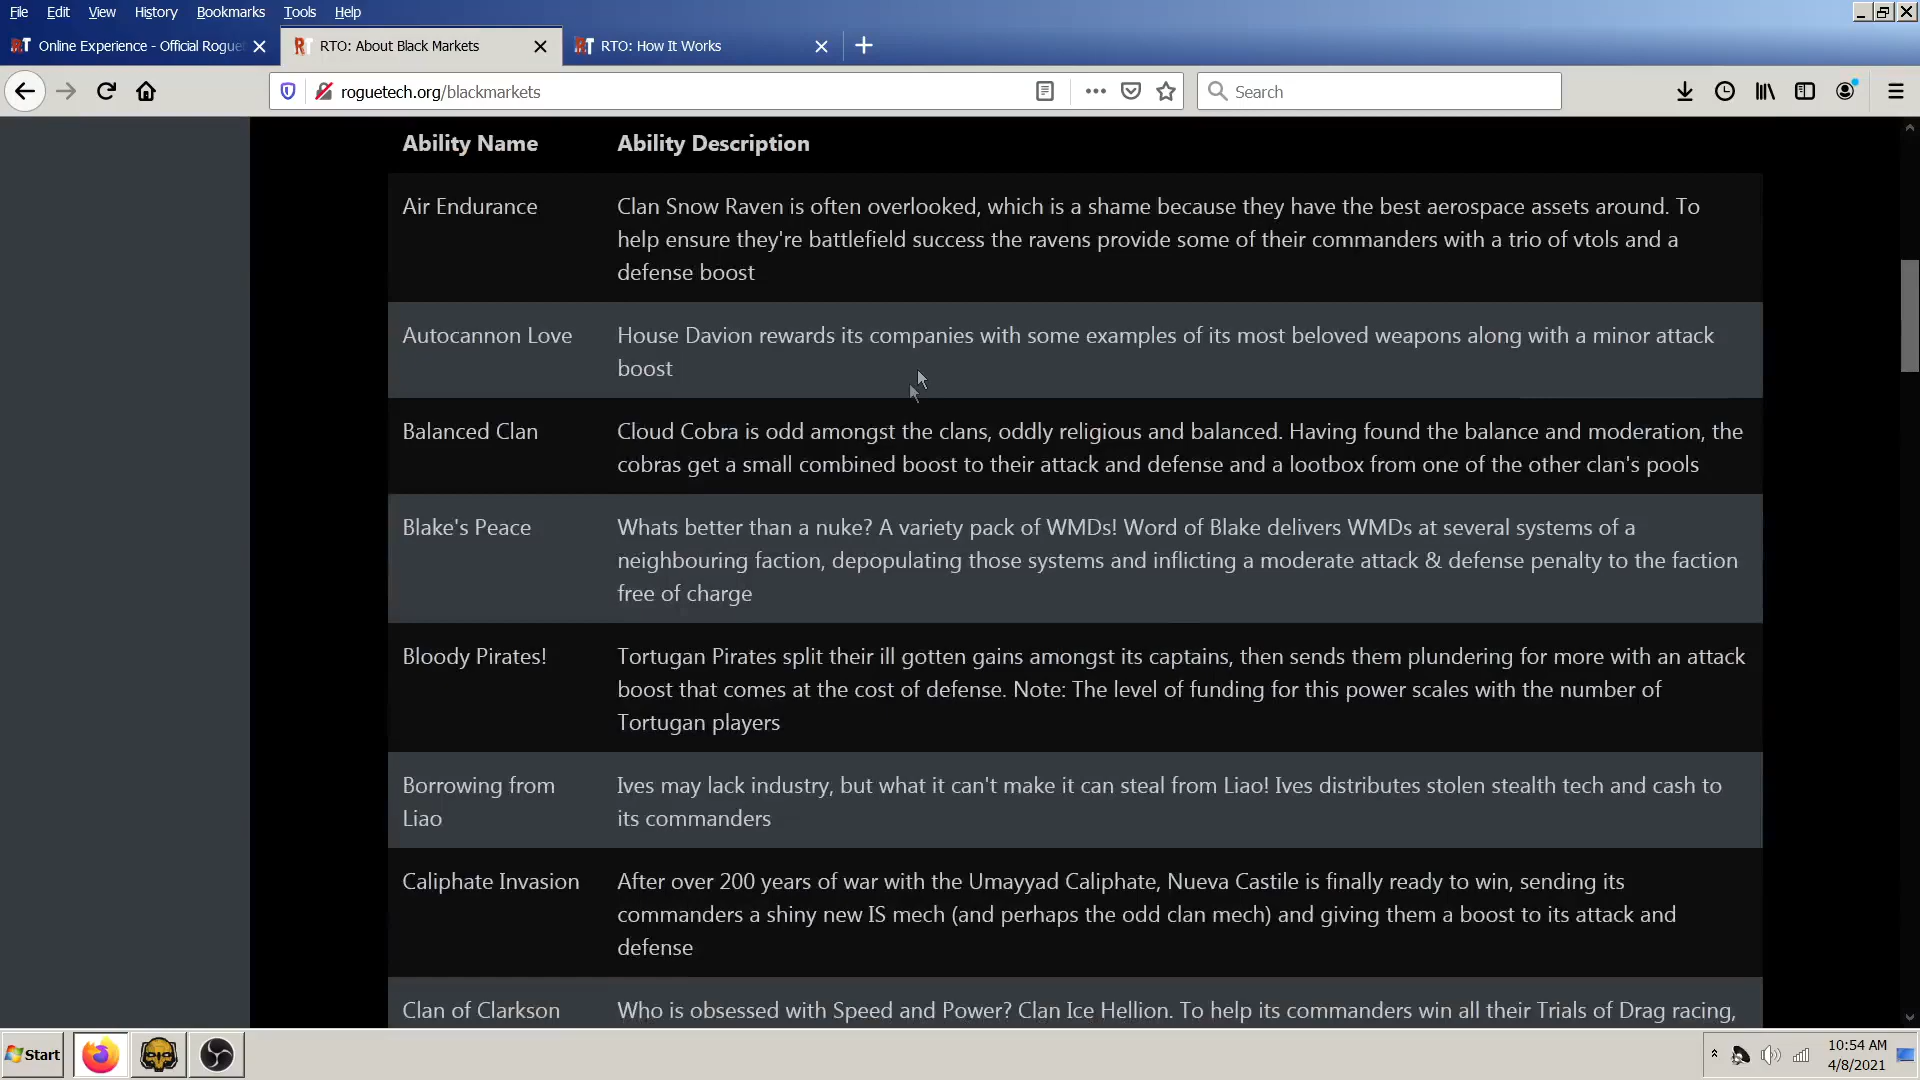 File Edit View History Bookmarks Tools Help
Online Experience - Official Rogue
RTO: About Black Markets
RTO: How It Works
roguetech.org/blackmarkets
Search
Ability Name Ability Description
Air Endurance
Clan Snow Raven is often overlooked, which is a shame because they have the best aerospace assets around. To
help ensure they're battlefield success the ravens provide some of their commanders with a trio of vtols and a
defense boost
Autocannon Love
House Davion rewards its companies with some examples of its most beloved weapons along with a minor attack
boost
Balanced Clan
Cloud Cobra is odd amongst the clans, oddly religious and balanced. Having found the balance and moderation, the
cobras get a small combined boost to their attack and defense and a lootbox from one of the other clan's pools
Blake's Peace
Whats better than a nuke? A variety pack of WMDs! Word of Blake delivers WMDs at several systems of a
neighbouring faction, depopulating those systems and inflicting a moderate attack & defense penalty to the faction
free of charge
Bloody Pirates!
Tortugan Pirates split their ill gotten gains amongst its captains, then sends them plundering for more with an attack
boost that comes at the cost of defense. Note: The level of funding for this power scales with the number of
Tortugan players
Borrowing from
Liao
Ives may lack industry, but what it can't make it can steal from Liao! Ives distributes stolen stealth tech and cash to
its commanders
Caliphate Invasion
After over 200 years of war with the Umayyad Caliphate, Nueva Castile is finally ready to win, sending its
commanders a shiny new IS mech (and perhaps the odd clan mech) and giving them a boost to its attack and
defense
Clan of Clarkson
Who is obsessed with Speed and Power? Clan Ice Hellion. To help its commanders win all their Trials of Drag racing,
Start
10:54 AM
4/8/2021